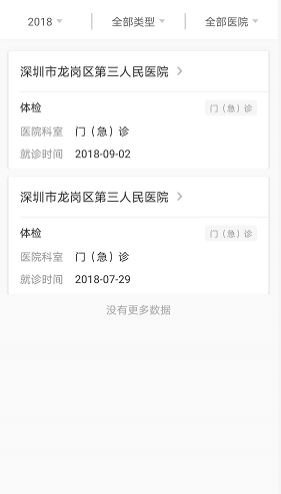 2018 全部类型 全部医院
深圳市龙岗区第三人民医院
体检 门（急）诊
医院科室 门（急）诊
就诊时间 2018-09-02
深圳市龙岗区第三人民医院
体检 门（急）诊
医院科室 门（急）诊
就诊时间 2018-07-29
没有更多数据